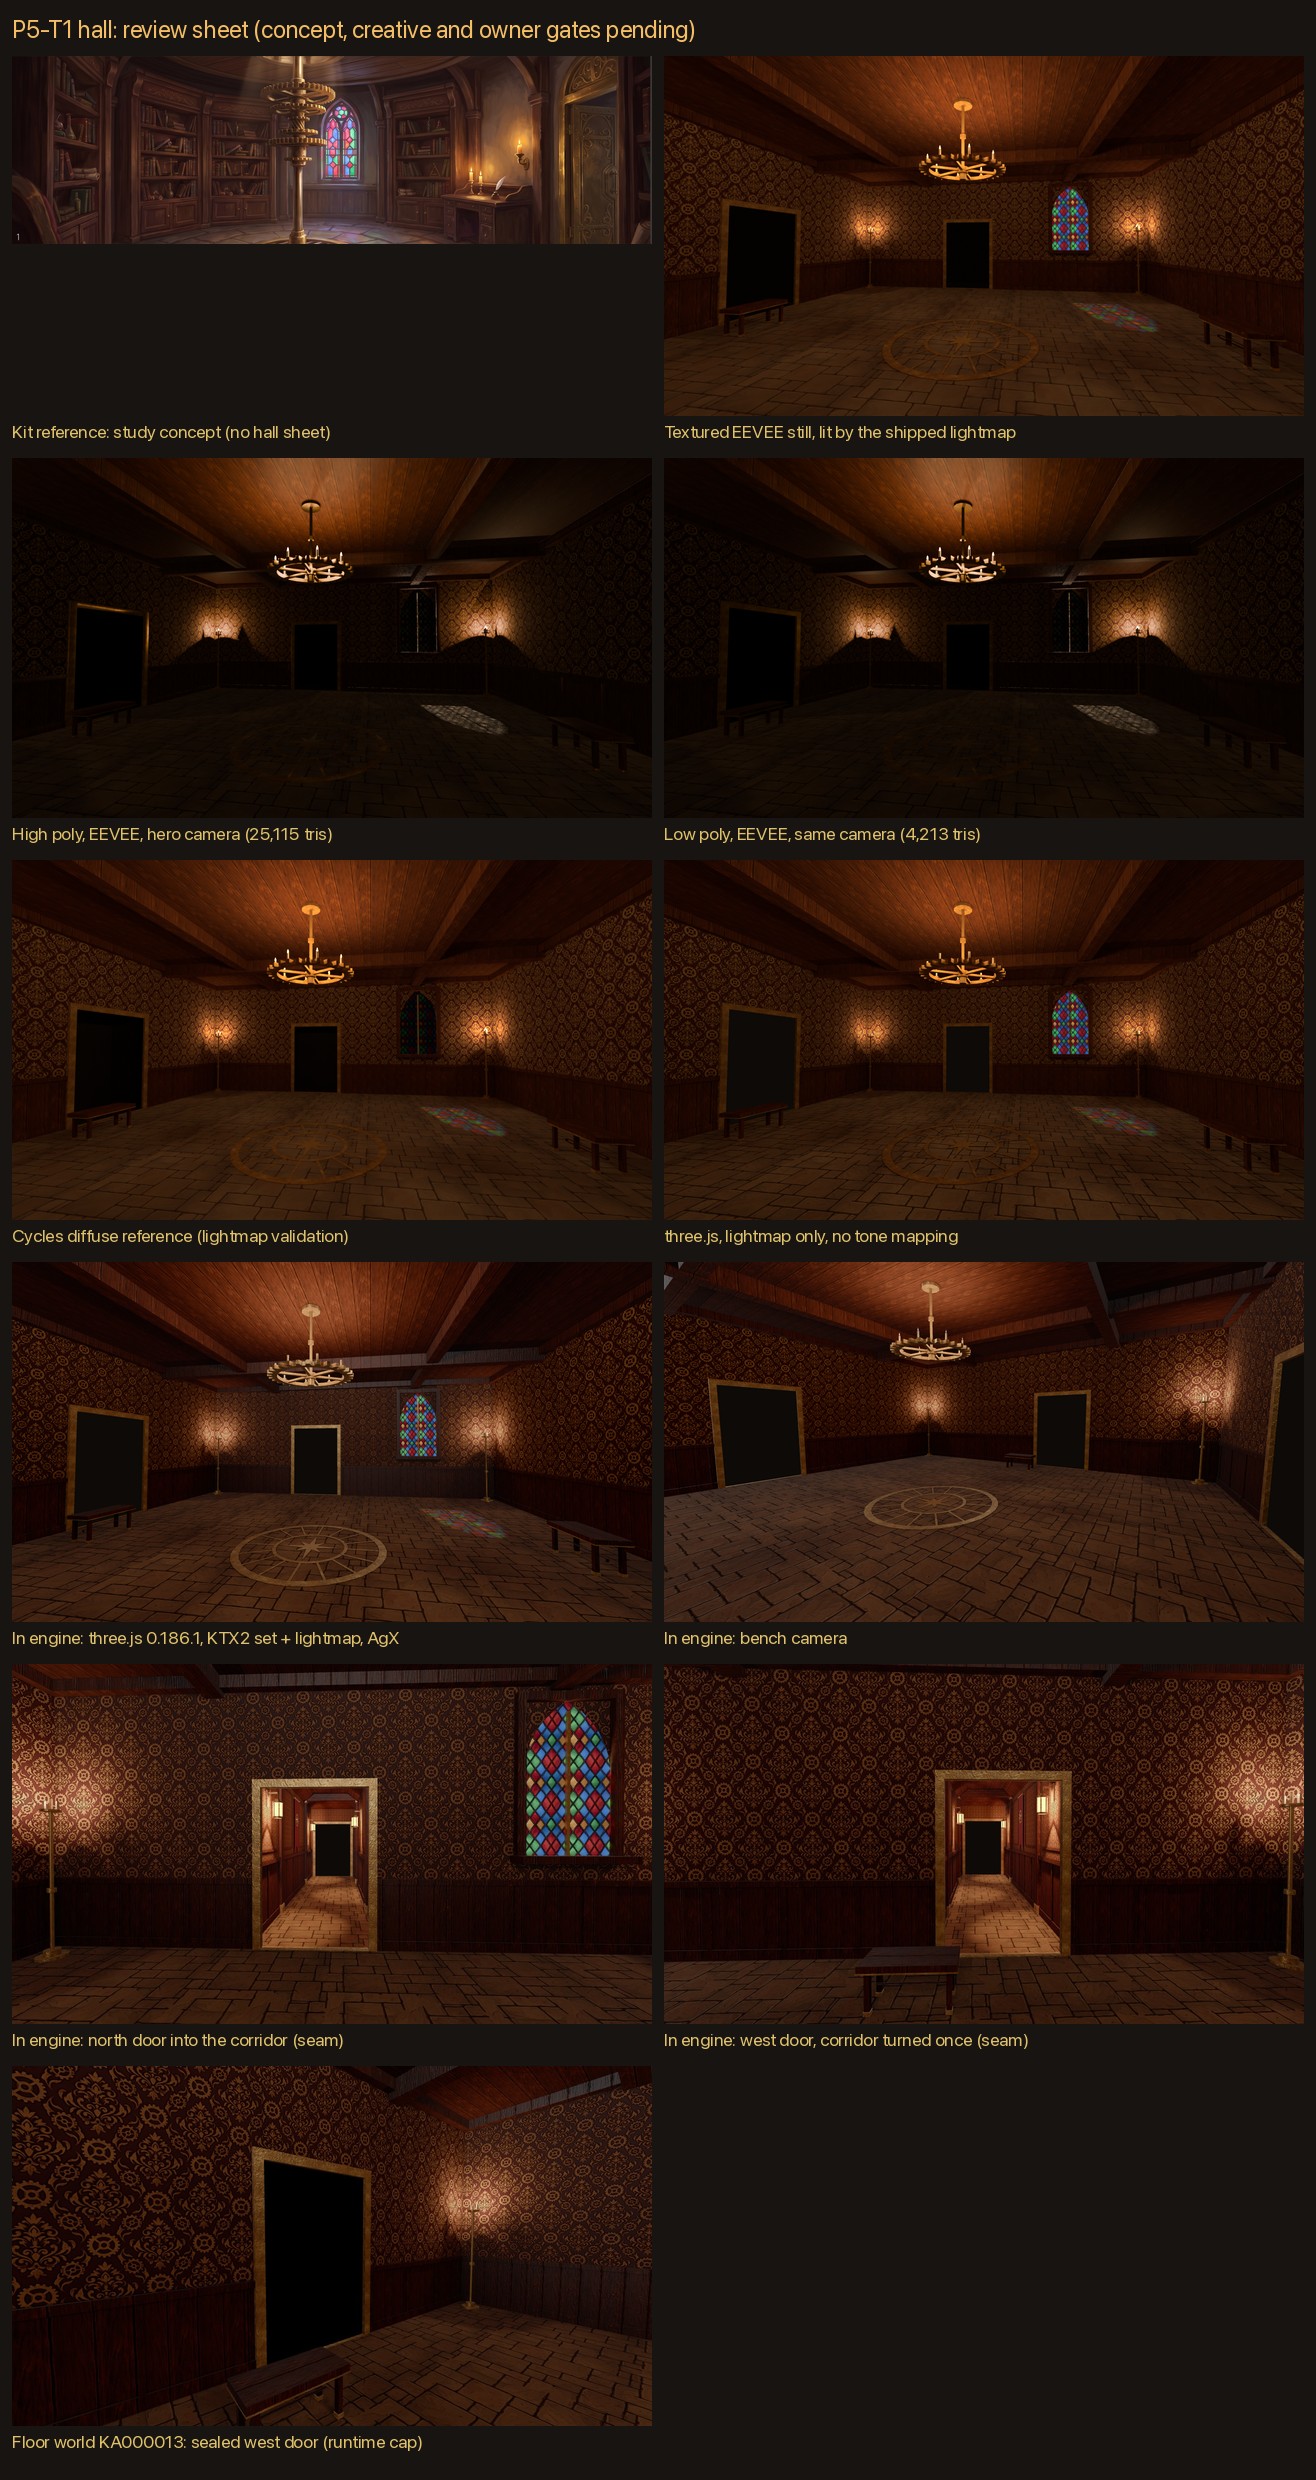 P5-T1 hall: review sheet (concept, creative and owner gates pending)
1
Kit reference: study concept (no hall sheet)
Textured EEVEE still, lit by the shipped lightmap
High poly, EEVEE, hero camera (25,115 tris)
Low poly, EEVEE, same camera (4,213 tris)
Cycles diffuse reference (lightmap validation)
three.js, lightmap only, no tone mapping
In engine: three.js 0.186.1, KTX2 set + lightmap, AgX
In engine: bench camera
In engine: north door into the corridor (seam)
In engine: west door, corridor turned once (seam)
Floor world KA000013: sealed west door (runtime cap)